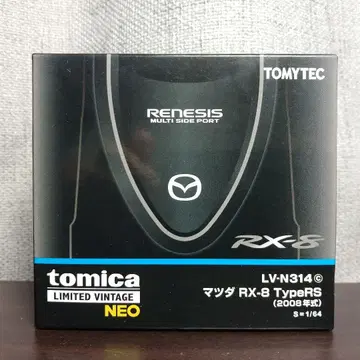 TOMYTEC
RENESIS
MULTI SIDE PORT
RX-8
tomica
LIMITED VINTAGE
NEO
LV-N314ⓒ
マツダ RX-8 TypeRS
(2008年式)
S=1/64